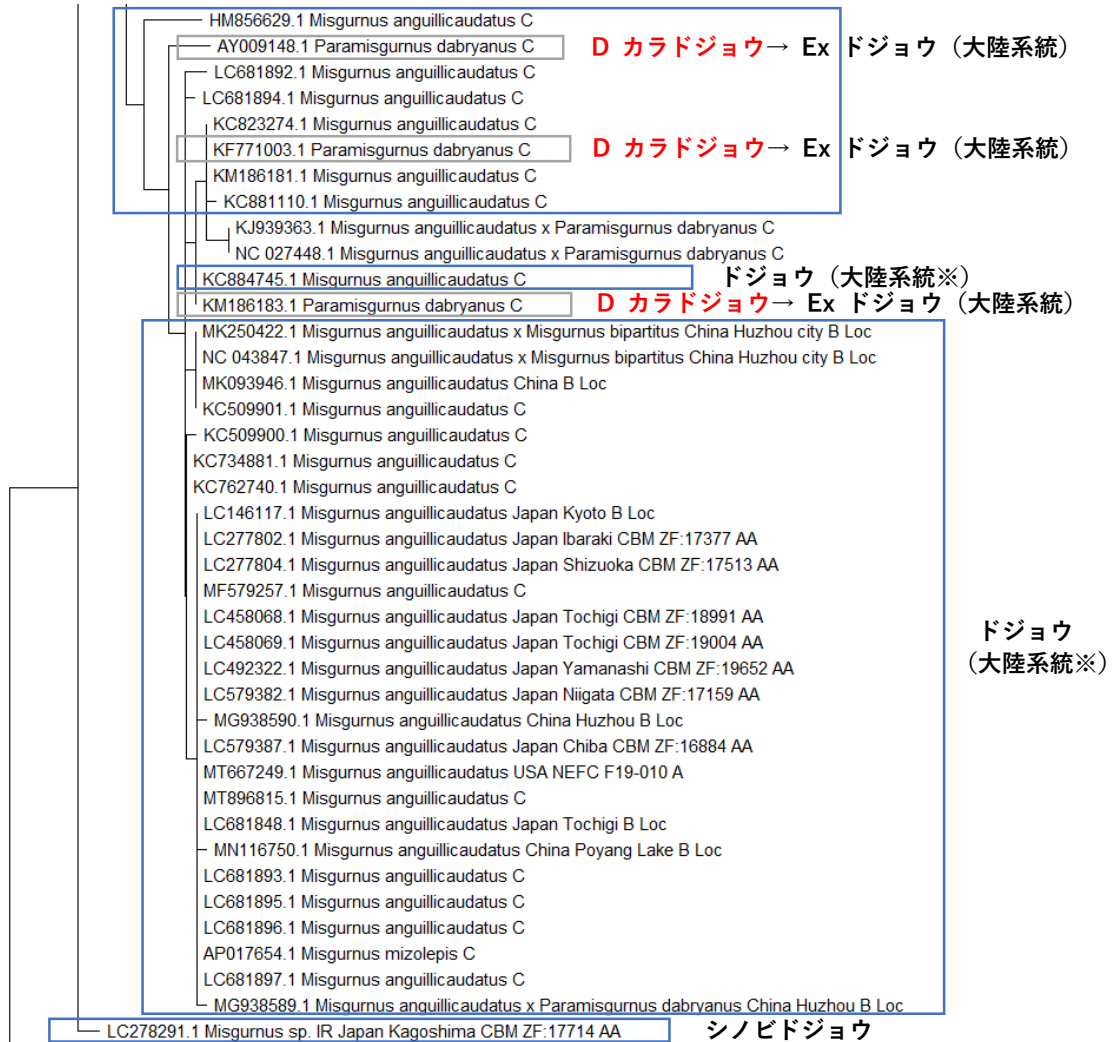 HM856629.1 Misgurnus anguillicaudatus C
AY009148.1 Paramisgurnus dabryanus C D カラドジョウ→ Ex ドジョウ（大陸系統）
LC681892.1 Misgurnus anguillicaudatus C
LC681894.1 Misgurnus anguillicaudatus C
KC823274.1 Misgurnus anguillicaudatus C
KF771003.1 Paramisgurnus dabryanus C D カラドジョウ→ Ex ドジョウ（大陸系統）
KM186181.1 Misgurnus anguillicaudatus C
KC881110.1 Misgurnus anguillicaudatus C
KJ939363.1 Misgurnus anguillicaudatus x Paramisgurnus dabryanus C
NC 027448.1 Misgurnus anguillicaudatus x Paramisgurnus dabryanus C
KC884745.1 Misgurnus anguillicaudatus C ドジョウ（大陸系統※）
KM186183.1 Paramisgurnus dabryanus C D カラドジョウ→ Ex ドジョウ（大陸系統）
MK250422.1 Misgurnus anguillicaudatus x Misgurnus bipartitus China Huzhou city B Loc
NC 043847.1 Misgurnus anguillicaudatus x Misgurnus bipartitus China Huzhou city B Loc
MK093946.1 Misgurnus anguillicaudatus China B Loc
KC509901.1 Misgurnus anguillicaudatus C
KC509900.1 Misgurnus anguillicaudatus C
KC734881.1 Misgurnus anguillicaudatus C
KC762740.1 Misgurnus anguillicaudatus C
LC146117.1 Misgurnus anguillicaudatus Japan Kyoto B Loc
LC277802.1 Misgurnus anguillicaudatus Japan Ibaraki CBM ZF:17377 AA
LC277804.1 Misgurnus anguillicaudatus Japan Shizuoka CBM ZF:17513 AA
MF579257.1 Misgurnus anguillicaudatus C
LC458068.1 Misgurnus anguillicaudatus Japan Tochigi CBM ZF:18991 AA
LC458069.1 Misgurnus anguillicaudatus Japan Tochigi CBM ZF:19004 AA
LC492322.1 Misgurnus anguillicaudatus Japan Yamanashi CBM ZF:19652 AA
LC579382.1 Misgurnus anguillicaudatus Japan Niigata CBM ZF:17159 AA
MG938590.1 Misgurnus anguillicaudatus China Huzhou B Loc
LC579387.1 Misgurnus anguillicaudatus Japan Chiba CBM ZF:16884 AA
MT667249.1 Misgurnus anguillicaudatus USA NEFC F19-010 A
MT896815.1 Misgurnus anguillicaudatus C
LC681848.1 Misgurnus anguillicaudatus Japan Tochigi B Loc
MN116750.1 Misgurnus anguillicaudatus China Poyang Lake B Loc
LC681893.1 Misgurnus anguillicaudatus C
LC681895.1 Misgurnus anguillicaudatus C
LC681896.1 Misgurnus anguillicaudatus C
AP017654.1 Misgurnus mizolepis C
LC681897.1 Misgurnus anguillicaudatus C
MG938589.1 Misgurnus anguillicaudatus x Paramisgurnus dabryanus China Huzhou B Loc
ドジョウ
（大陸系統※）
LC278291.1 Misgurnus sp. IR Japan Kagoshima CBM ZF:17714 AA シノビドジョウ